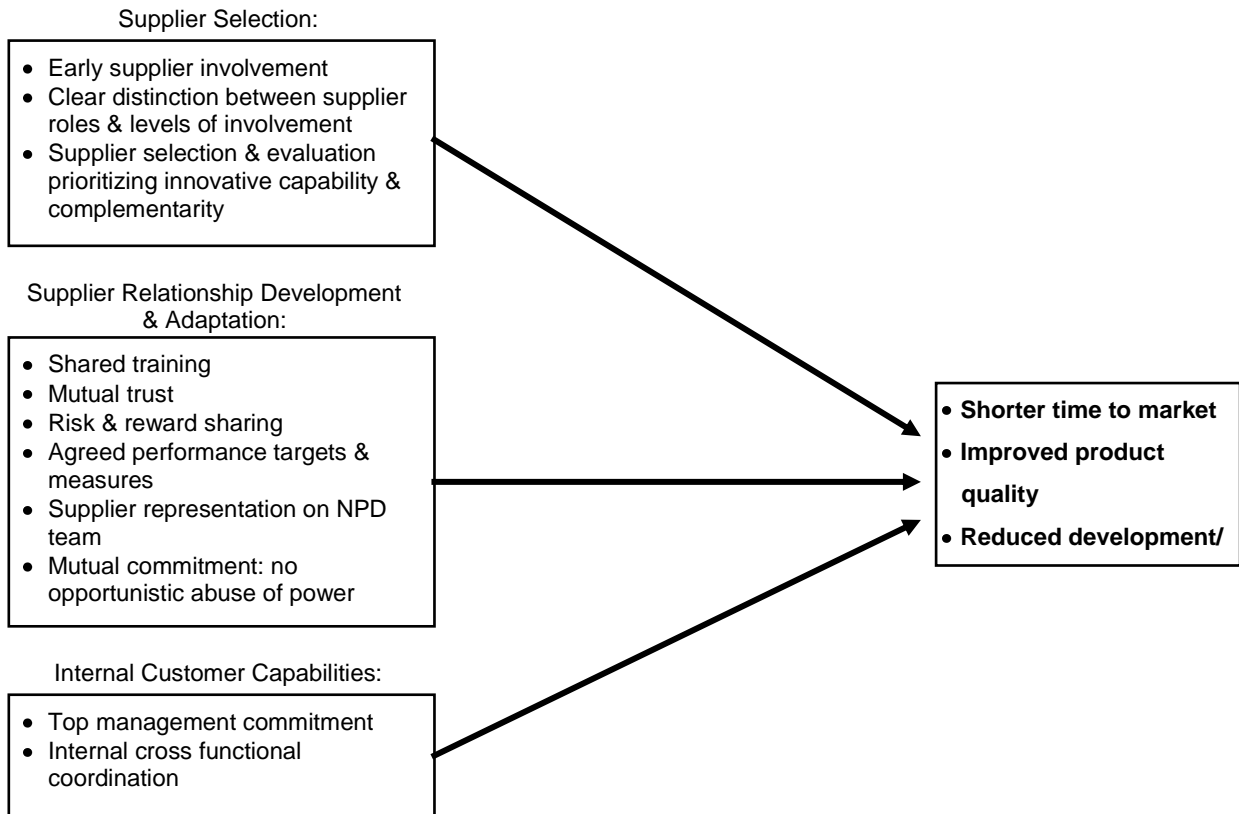 Supplier Selection:
• Early supplier involvement
• Clear distinction between supplier
roles & levels of involvement
• Supplier selection & evaluation
prioritizing innovative capability &
complementarity
Supplier Relationship Development
& Adaptation:
• Shared training
• Mutual trust
• Risk & reward sharing
• Agreed performance targets &
measures
• Supplier representation on NPD
team
• Mutual commitment: no
opportunistic abuse of power
Internal Customer Capabilities:
• Top management commitment
• Internal cross functional
coordination
• Shorter time to market
• Improved product
quality
• Reduced development/